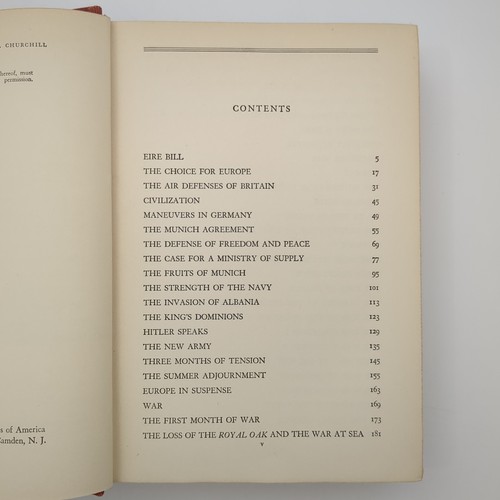 CHURCHILL
hereof, must
permission.
s of America
Camden, N. J.
CONTENTS
EIRE BILL 5
THE CHOICE FOR EUROPE 17
THE AIR DEFENSES OF BRITAIN 31
CIVILIZATION 45
MANEUVERS IN GERMANY 49
THE MUNICH AGREEMENT 55
THE DEFENSE OF FREEDOM AND PEACE 69
THE CASE FOR A MINISTRY OF SUPPLY 77
THE FRUITS OF MUNICH 95
THE STRENGTH OF THE NAVY 101
THE INVASION OF ALBANIA 113
THE KING'S DOMINIONS 123
HITLER SPEAKS 129
THE NEW ARMY 135
THREE MONTHS OF TENSION 145
THE SUMMER ADJOURNMENT 155
EUROPE IN SUSPENSE 163
WAR 169
THE FIRST MONTH OF WAR 173
THE LOSS OF THE ROYAL OAK AND THE WAR AT SEA 181
v